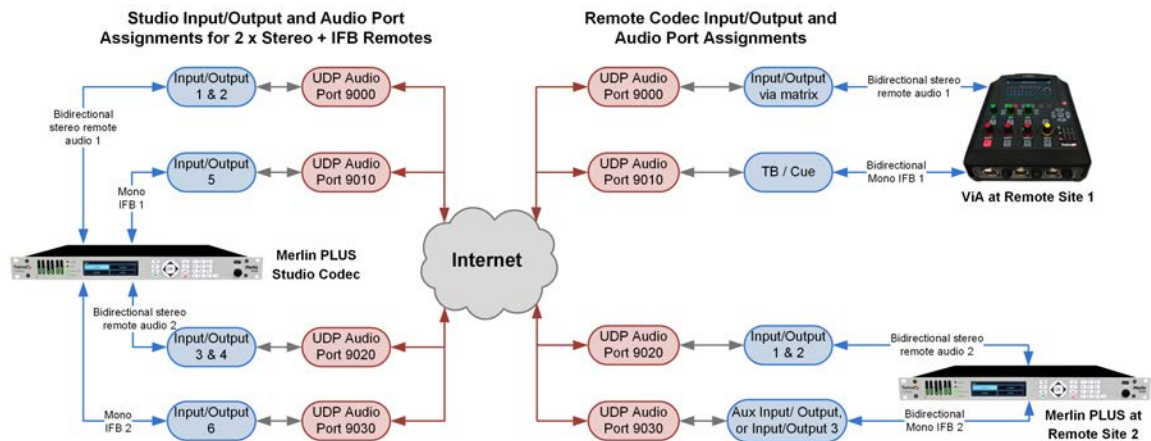 Studio Input/Output and Audio Port
Assignments for 2 x Stereo + IFB Remotes
Remote Codec Input/Output and
Audio Port Assignments
Input/Output
1 & 2
UDP Audio
Port 9000
UDP Audio
Port 9000
Input/Output
via matrix
Bidirectional stereo
remote audio 1
Bidirectional
stereo remote
audio 1
Input/Output
5
UDP Audio
Port 9010
UDP Audio
Port 9010
TB / Cue
Bidirectional
Mono IFB 1
Mono
IFB 1
ViA at Remote Site 1
Merlin PLUS
Studio Codec
Internet
Bidirectional stereo
remote audio 2
Input/Output
3 & 4
UDP Audio
Port 9020
UDP Audio
Port 9020
Input/Output
1 & 2
Bidirectional stereo
remote audio 2
Mono
IFB 2
Input/Output
6
UDP Audio
Port 9030
UDP Audio
Port 9030
Aux Input/ Output,
or Input/Output 3
Bidirectional
Mono IFB 2
Merlin PLUS at
Remote Site 2